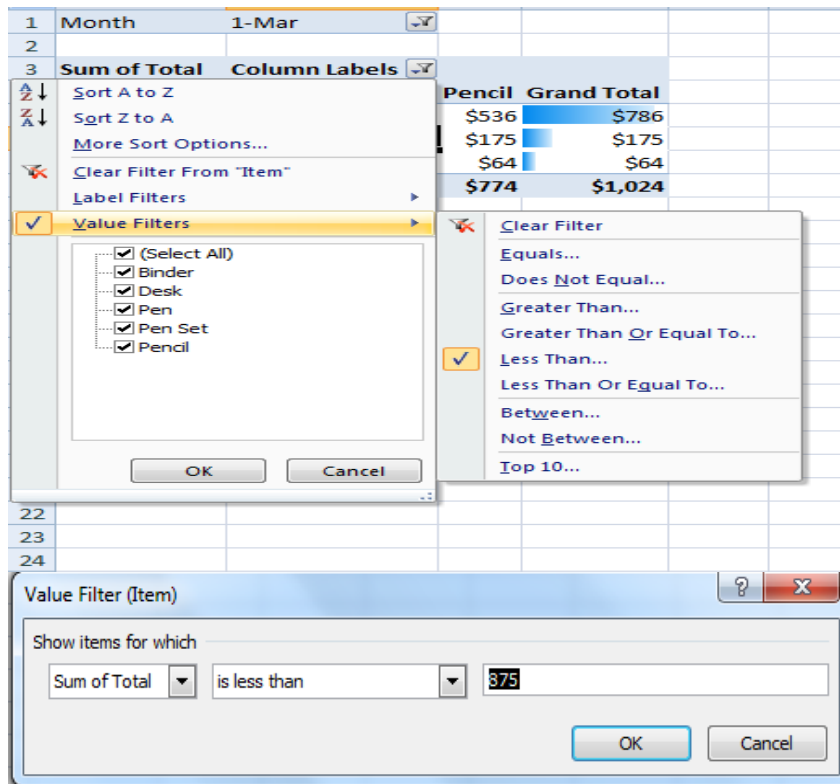 1 Month 1-Mar
2
3 Sum of Total Column Labels
Sort A to Z
Sort Z to A
More Sort Options...
Clear Filter From "Item"
Label Filters
Value Filters
(Select All)
Binder
Desk
Pen
Pen Set
Pencil
OK Cancel
Pencil Grand Total
$536 $786
$175 $175
$64 $64
$774 $1,024
Clear Filter
Equals...
Does Not Equal...
Greater Than...
Greater Than Or Equal To...
Less Than...
Less Than Or Equal To...
Between...
Not Between...
Top 10...
22
23
24
Value Filter (Item)
Show items for which
Sum of Total is less than 875
OK Cancel